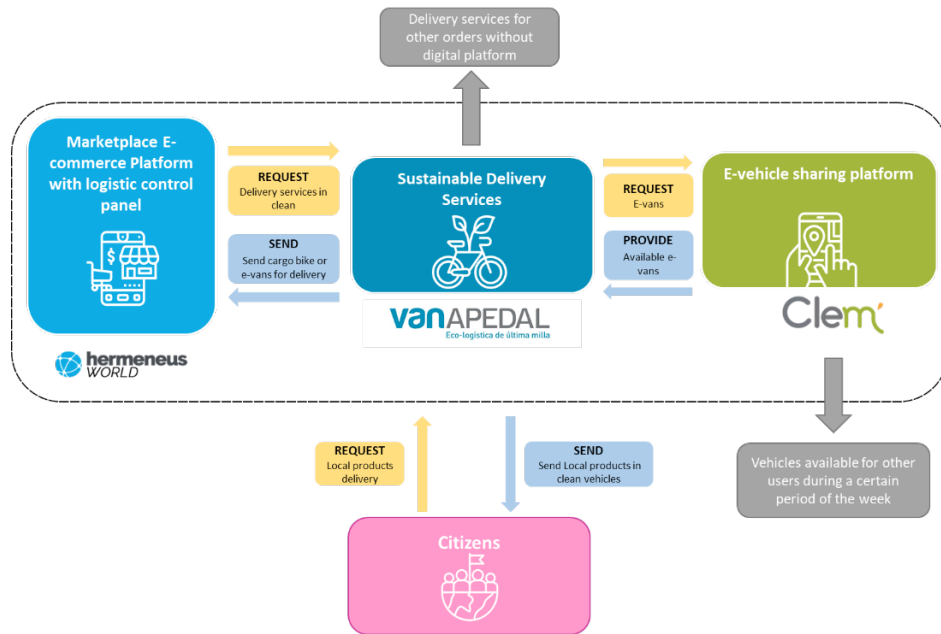 Delivery services for
other orders without
digital platform
Marketplace E-
commerce Platform
with logistic control
panel
$
REQUEST
Delivery services in
clean
SEND
Send cargo bike or
e-vans for delivery
Sustainable Delivery
Services
vanAPEDAL
Eco-logística de última milla
REQUEST
E-vans
PROVIDE
Available e-
vans
E-vehicle sharing platform
Clem'
hermeneus
WORLD
REQUEST
Local products
delivery
SEND
Send Local products in
clean vehicles
Vehicles available for other
users during a certain
period of the week
Citizens